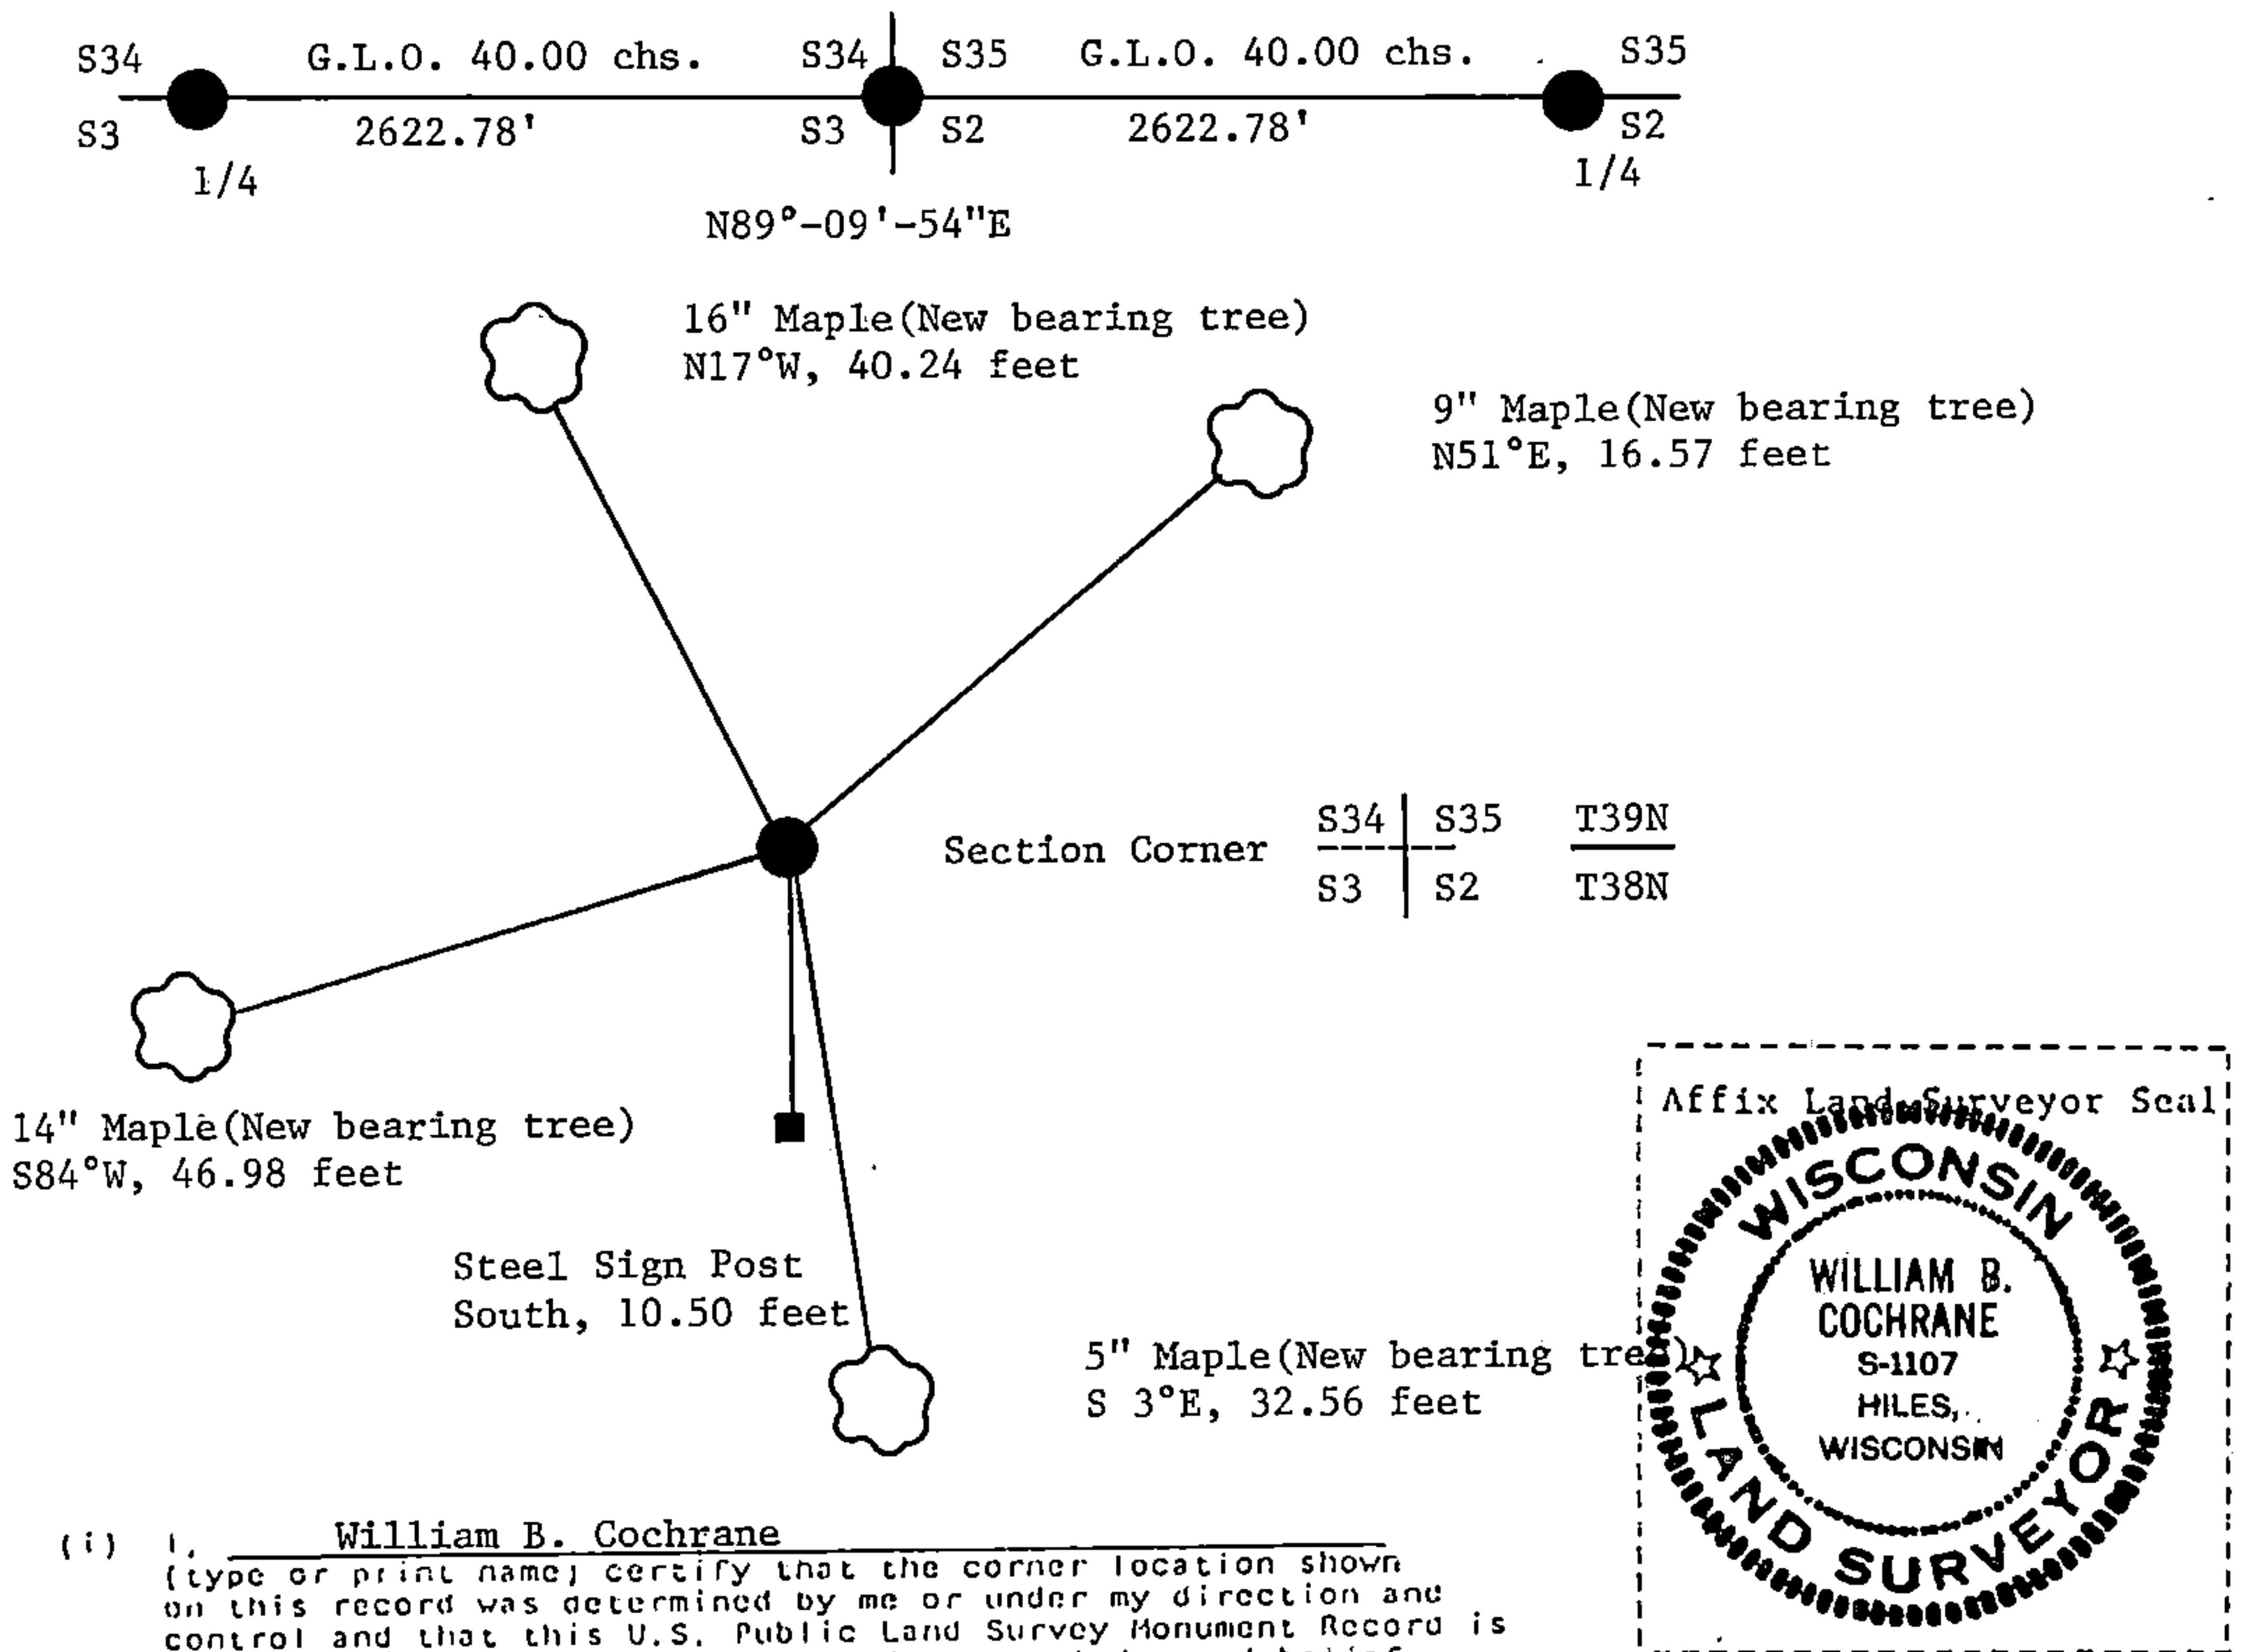 S34 G.L.O. 40.00 chs. S34 S35 G.L.O. 40.00 chs. S35
S3 2622.78' S3 S2 2622.78' S2
1/4 1/4
N89°-09'-54"E
16" Maple(New bearing tree)
N17°W, 40.24 feet
9" Maple(New bearing tree)
N51°E, 16.57 feet
Section Corner
S34 S35 T39N
S3 S2 T38N
14" Maple(New bearing tree)
S84°W, 46.98 feet
Steel Sign Post
South, 10.50 feet
5" Maple(New bearing tree)
S 3°E, 32.56 feet
Affix Land Surveyor Seal
WISCONSIN
WILLIAM B.
COCHRANE
S-1107
HILES,
WISCONSIN
LAND SURVEYOR
(i) I, William B. Cochrane
(type or print name) certify that the corner location shown
on this record was determined by me or under my direction and
control and that this U.S. Public Land Survey Monument Record is